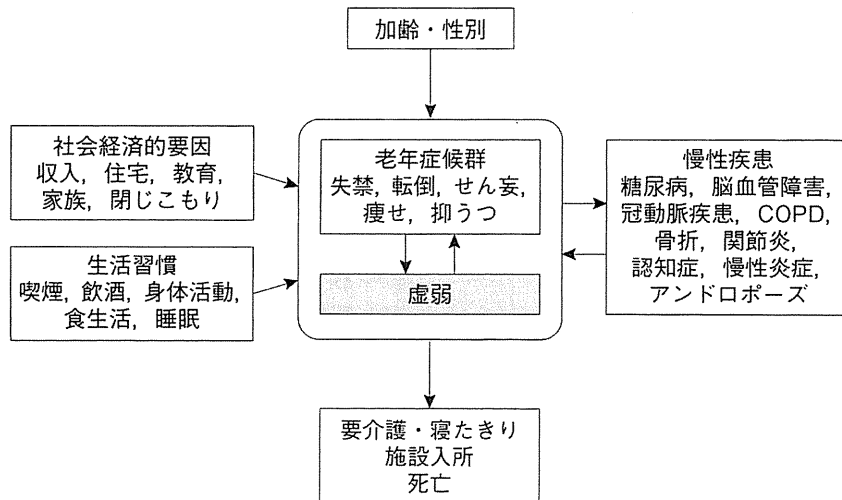 加齢・性別
社会経済的要因
収入, 住宅, 教育,
家族, 閉じこもり
生活習慣
喫煙, 飲酒, 身体活動,
食生活, 睡眠
老年症候群
失禁, 転倒, せん妄,
痩せ, 抑うつ
虚弱
慢性疾患
糖尿病, 脳血管障害,
冠動脈疾患, COPD,
骨折, 関節炎,
認知症, 慢性炎症,
アンドロポーズ
要介護・寝たきり
施設入所
死亡